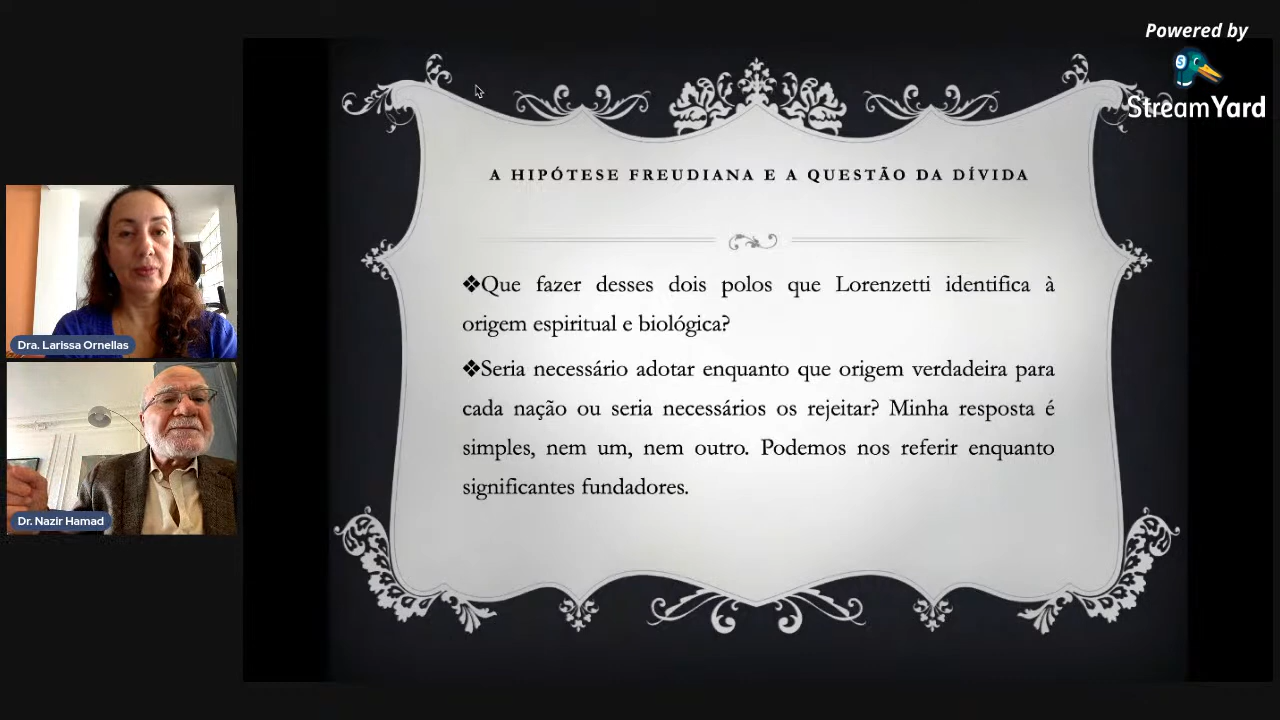 Powered by
StreamYard
A HIPÓTESE FREUDIANA E A QUESTÃO DA DÍVIDA
❖Que fazer desses dois polos que Lorenzetti identifica à
origem espiritual e biológica?
❖Seria necessário adotar enquanto que origem verdadeira para
cada nação ou seria necessários os rejeitar? Minha resposta é
simples, nem um, nem outro. Podemos nos referir enquanto
significantes fundadores.
Dra. Larissa Ornellas
Dr. Nazir Hamad